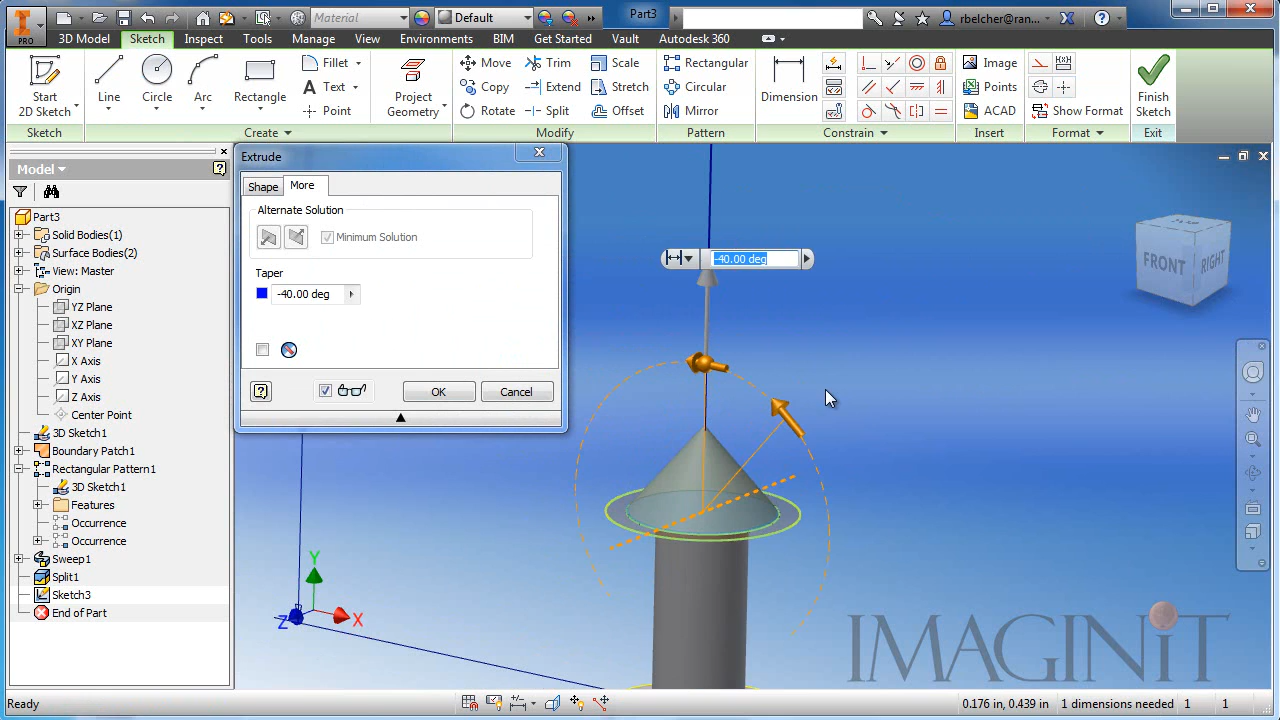 Material
Default
Part3
rbelcher@ran...
PRO
3D Model
Sketch
Inspect
Tools
Manage
View
Environments
BIM
Get Started
Vault
Autodesk 360
Start
2D Sketch
Line
Circle
Arc
Rectangle
Fillet
Text
Point
Project
Geometry
Move
Copy
Rotate
Trim
Extend
Split
Scale
Stretch
Offset
Rectangular
Circular
Mirror
Dimension
Image
Points
ACAD
Show Format
Finish
Sketch
Sketch
Create
Modify
Pattern
Constrain
Insert
Format
Exit
Model
Part3
Solid Bodies(1)
Surface Bodies(2)
View: Master
Origin
YZ Plane
XZ Plane
XY Plane
X Axis
Y Axis
Z Axis
Center Point
3D Sketch1
Boundary Patch1
Rectangular Pattern1
3D Sketch1
Features
Occurrence
Occurrence
Sweep1
Split1
Sketch3
End of Part
Extrude
Shape
More
Alternate Solution
Minimum Solution
Taper
-40.00 deg
OK
Cancel
-40.00 deg
FRONT
RIGHT
Y
Z
X
IMAGINiT
Ready
0.176 in, 0.439 in
1 dimensions needed
1
1